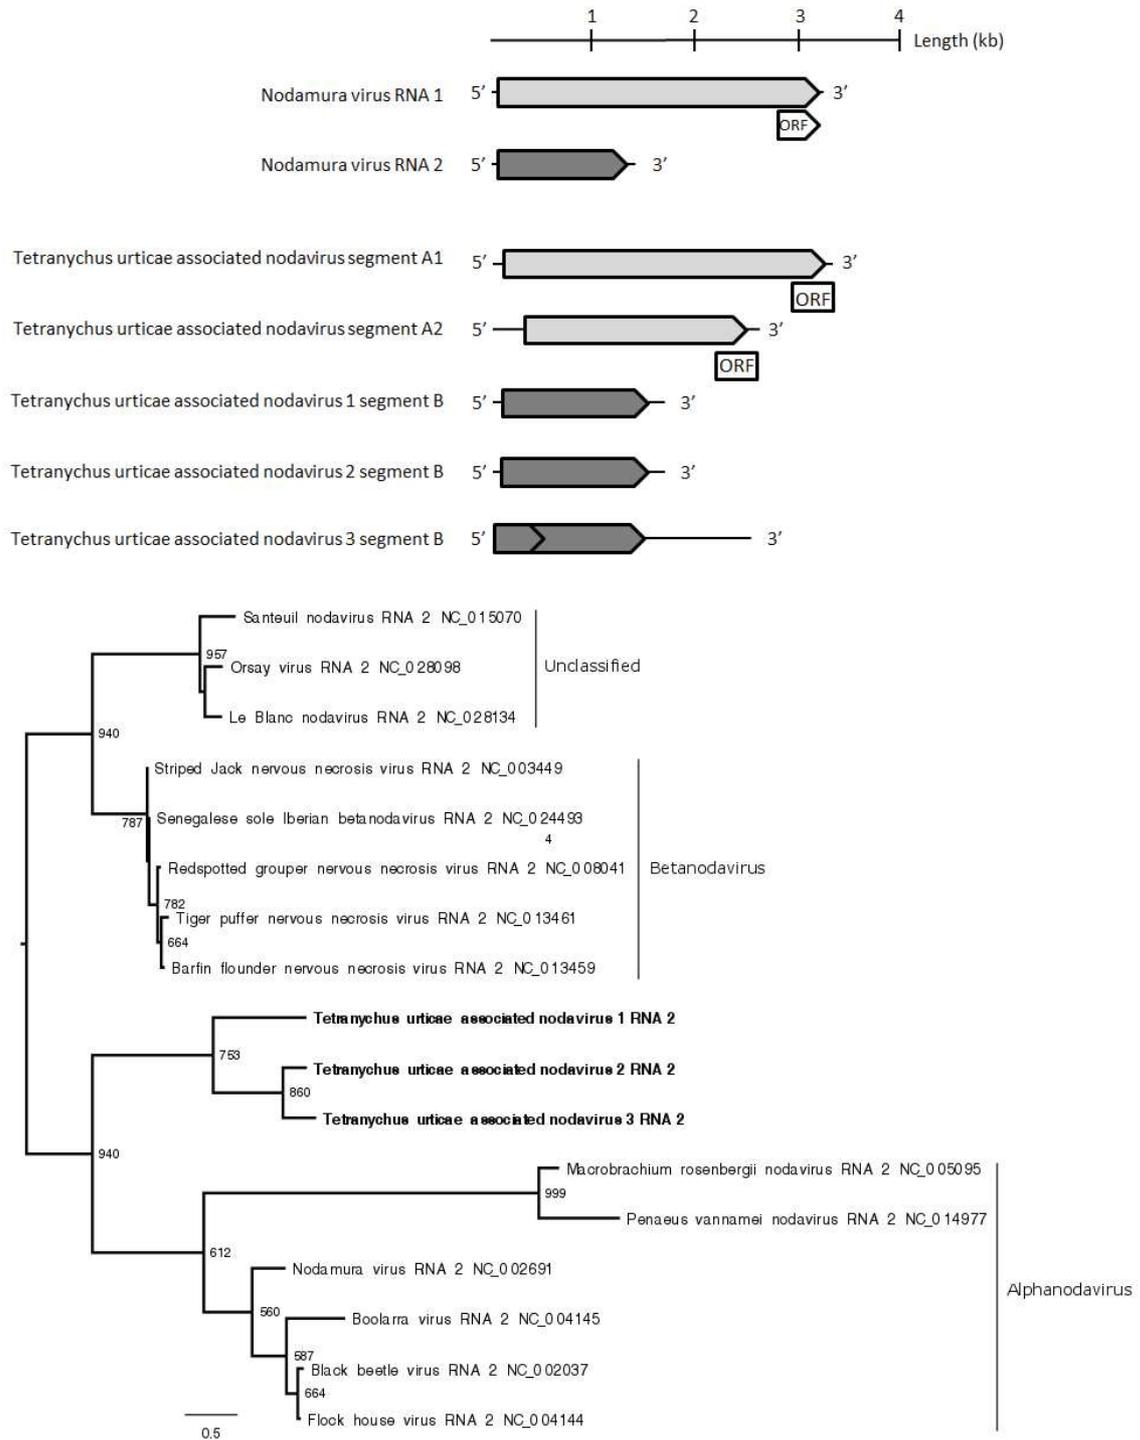 1 2 3 4
Length (kb)
Nodamura virus RNA 1 5’ 3’
ORF
Nodamura virus RNA 2 5’ 3’
Tetranychus urticae associated nodavirus segment A1 5’ 3’
ORF
Tetranychus urticae associated nodavirus segment A2 5’ 3’
ORF
Tetranychus urticae associated nodavirus 1 segment B 5’ 3’
Tetranychus urticae associated nodavirus 2 segment B 5’ 3’
Tetranychus urticae associated nodavirus 3 segment B 5’ 3’
Santeuil nodavirus RNA 2 NC_015070
957
Orsay virus RNA 2 NC_028098
Unclassified
Le Blanc nodavirus RNA 2 NC_028134
940
Striped Jack nervous necrosis virus RNA 2 NC_003449
787
Senegalese sole Iberian betanodavirus RNA 2 NC_024493
4
Redspotted grouper nervous necrosis virus RNA 2 NC_008041
Betanodavirus
782
Tiger puffer nervous necrosis virus RNA 2 NC_013461
664
Barfin flounder nervous necrosis virus RNA 2 NC_013459
Tetranychus urticae associated nodavirus 1 RNA 2
753
Tetranychus urticae associated nodavirus 2 RNA 2
860
Tetranychus urticae associated nodavirus 3 RNA 2
940
Macrobrachium rosenbergii nodavirus RNA 2 NC_005095
999
Penaeus vannamei nodavirus RNA 2 NC_014977
612
Nodamura virus RNA 2 NC_002691
Alphanodavirus
560
Boolarra virus RNA 2 NC_004145
587
Black beetle virus RNA 2 NC_002037
664
Flock house virus RNA 2 NC_004144
0.5